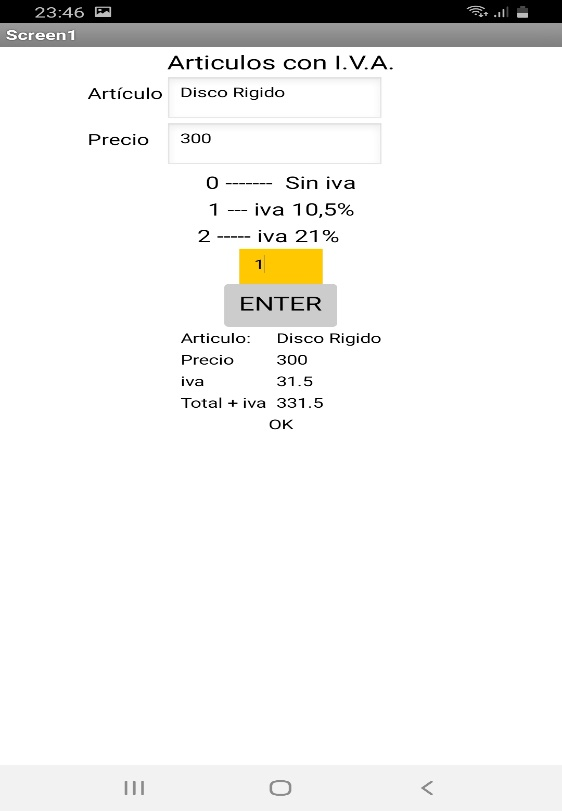 23:46
Screen1
Articulos con I.V.A.
Artículo Disco Rigido
Precio 300
0 ------- Sin iva
1 --- iva 10,5%
2 ----- iva 21%
1
ENTER
Articulo: Disco Rigido
Precio 300
iva 31.5
Total + iva 331.5
OK